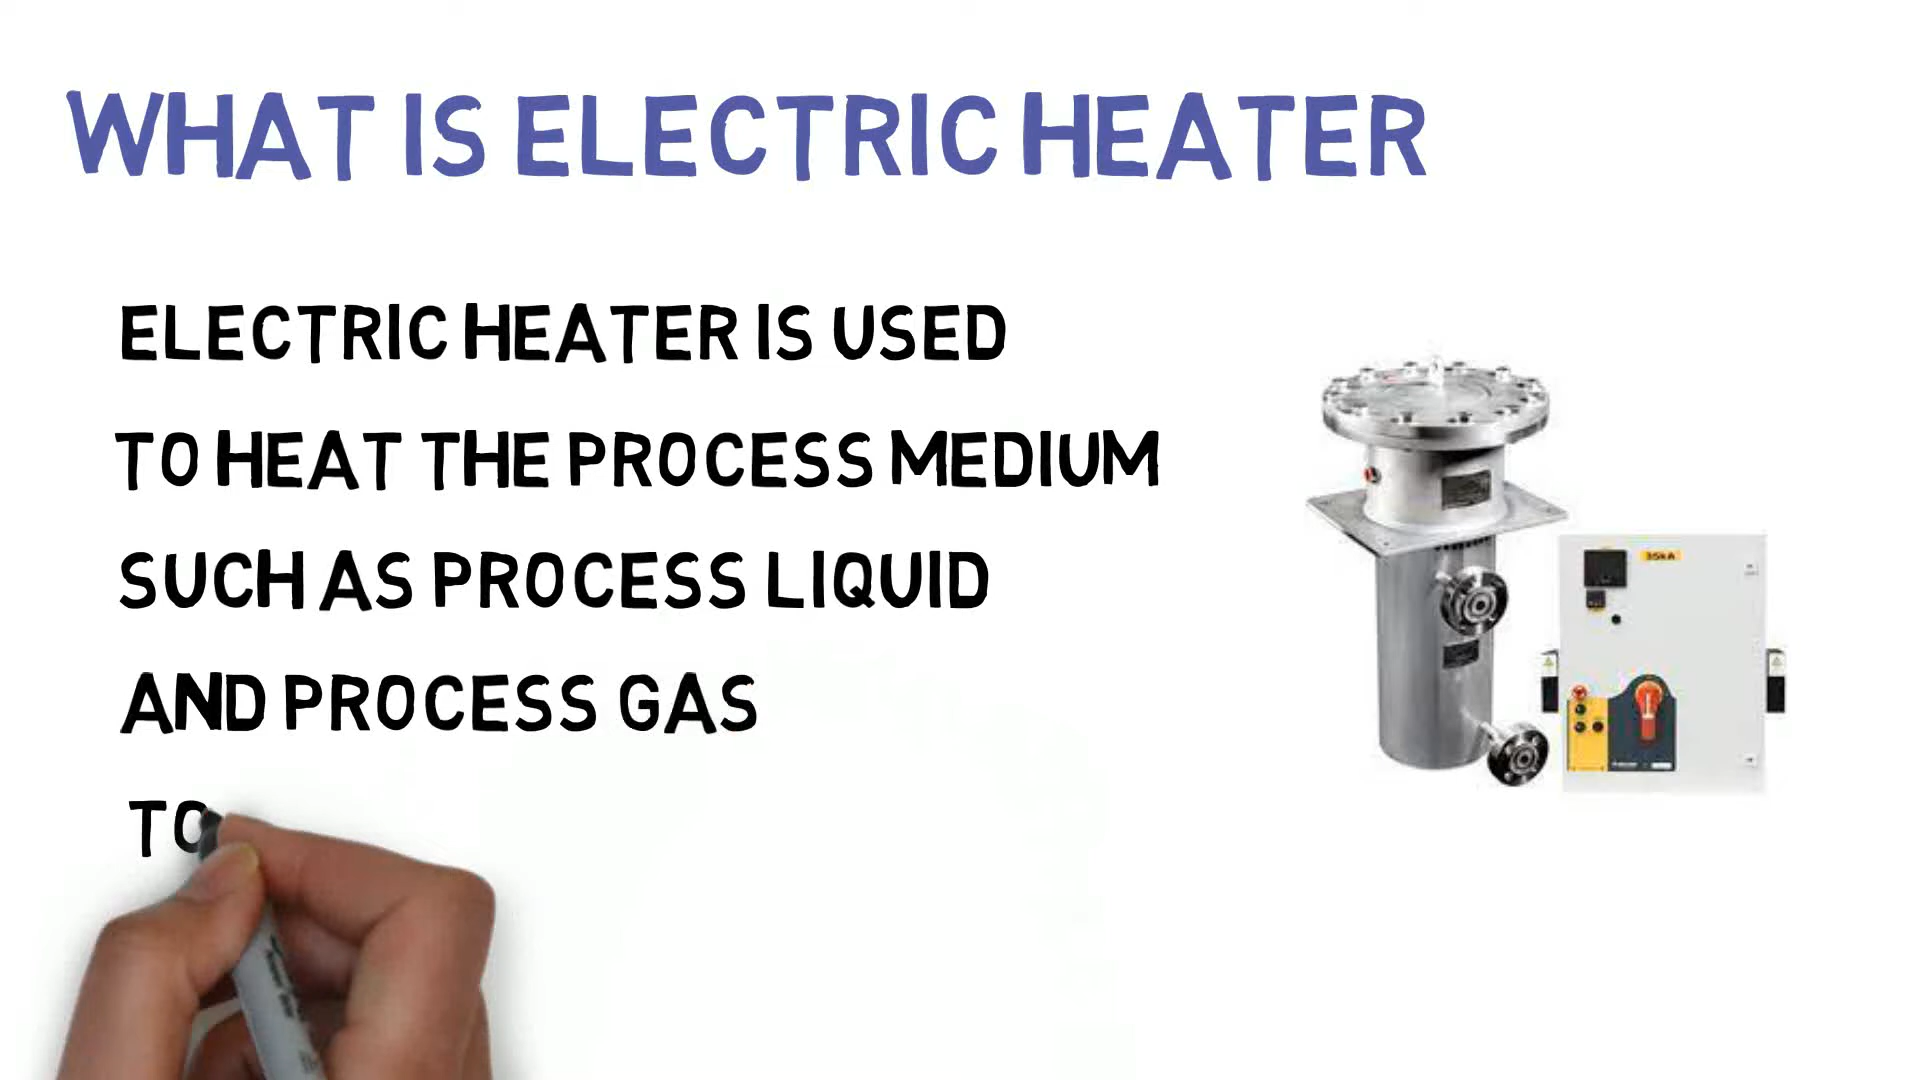 WHAT IS ELECTRIC HEATER
ELECTRIC HEATER IS USED
TO HEAT THE PROCESS MEDIUM
SUCH AS PROCESS LIQUID
AND PROCESS GAS
TO
35kA